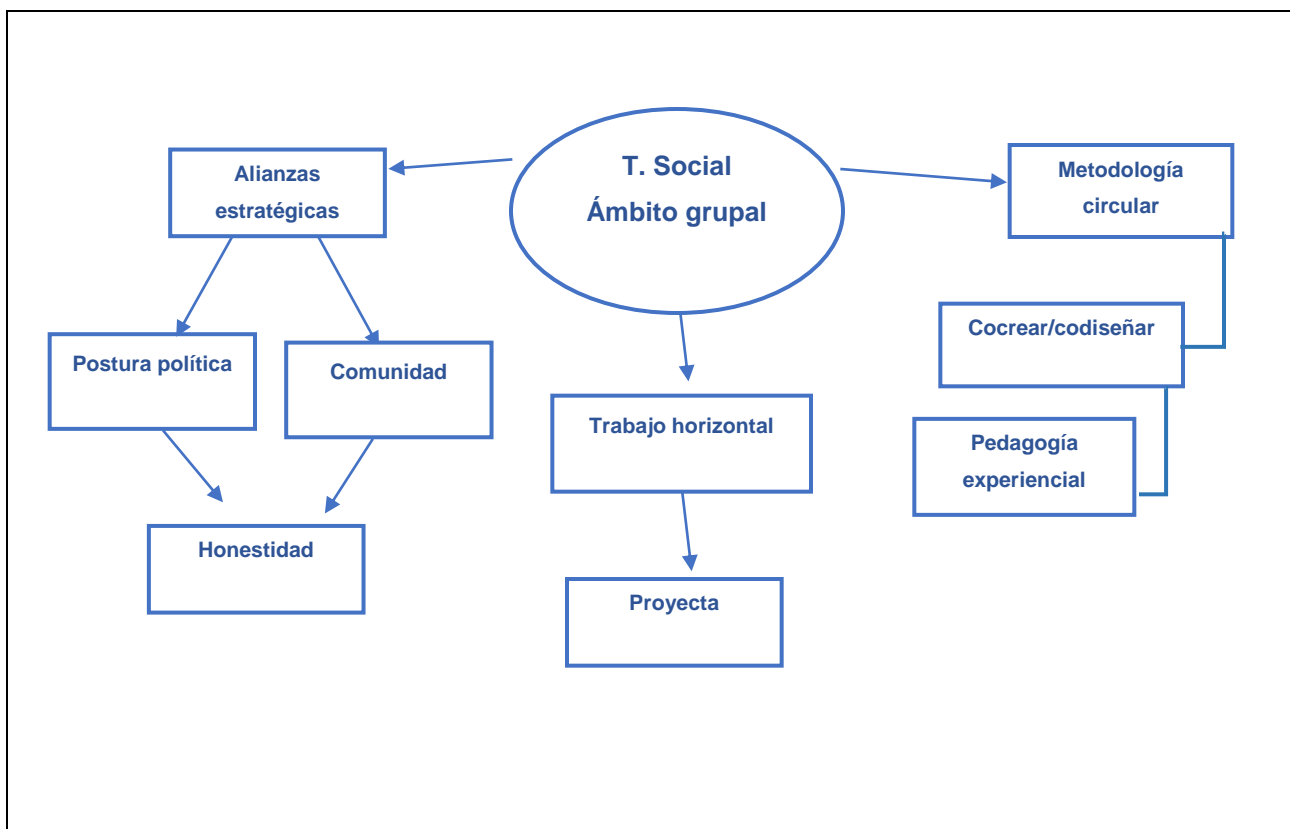 T. Social
Ámbito grupal
Alianzas
estratégicas
Metodología
circular
Postura política
Comunidad
Cocrear/codiseñar
Trabajo horizontal
Pedagogía
experiencial
Honestidad
Proyecta